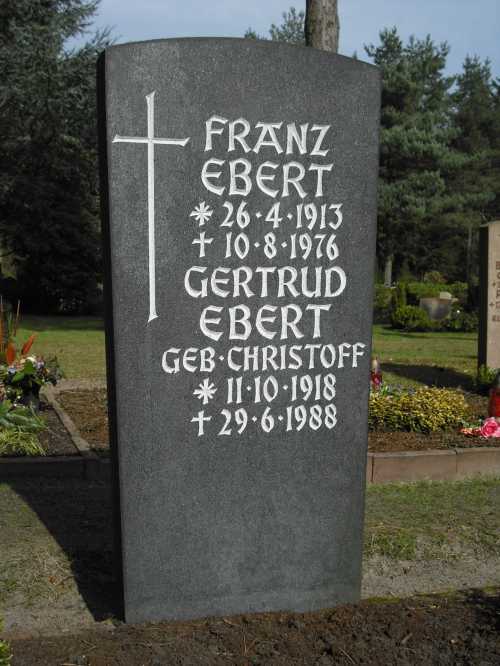 FRANZ
EBERT
* 26·4·1913
† 10·8·1976
GERTRUD
EBERT
GEB·CHRISTOFF
* 11·10·1918
† 29·6·1988